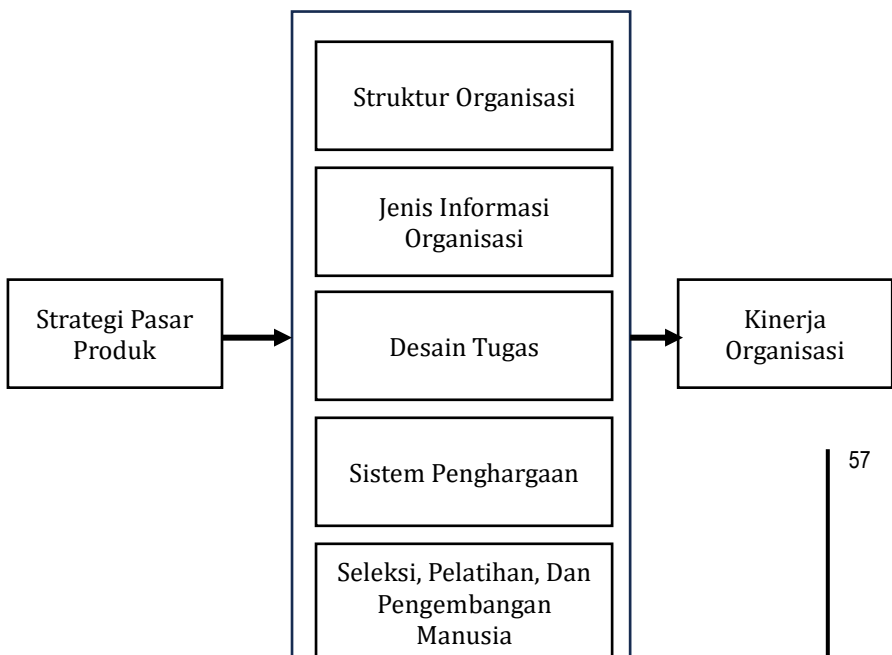 Struktur Organisasi
Jenis Informasi
Organisasi
Strategi Pasar
Produk
Desain Tugas
Kinerja
Organisasi
Sistem Penghargaan
57
Seleksi, Pelatihan, Dan
Pengembangan
Manusia